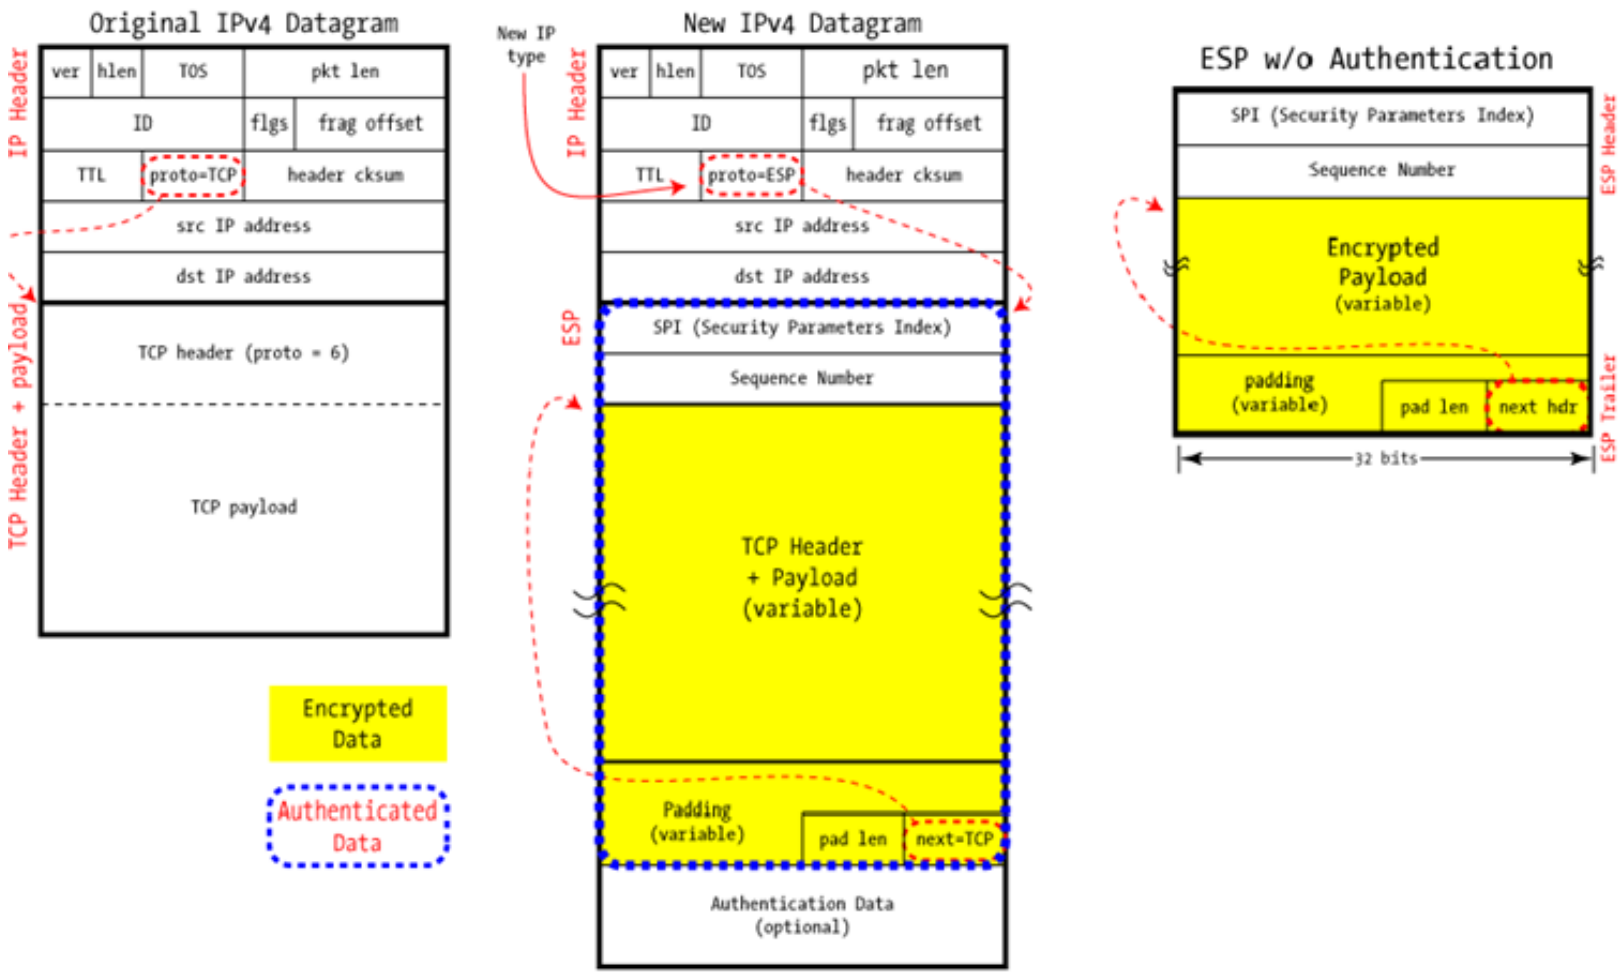 Original IPv4 Datagram
IP Header
ver hlen TOS pkt len
ID flgs frag offset
TTL proto=TCP header cksum
src IP address
dst IP address
TCP Header + payload
TCP header (proto = 6)
TCP payload
Encrypted
Data
Authenticated
Data
New IPv4 Datagram
New IP
type
IP Header
ver hlen TOS pkt len
ID flgs frag offset
TTL proto=ESP header cksum
src IP address
dst IP address
ESP
SPI (Security Parameters Index)
Sequence Number
TCP Header
+ Payload
(variable)
Padding
(variable)
pad len next=TCP
Authentication Data
(optional)
ESP w/o Authentication
ESP Header
SPI (Security Parameters Index)
Sequence Number
Encrypted
Payload
(variable)
ESP Trailer
padding
(variable)
pad len next hdr
32 bits